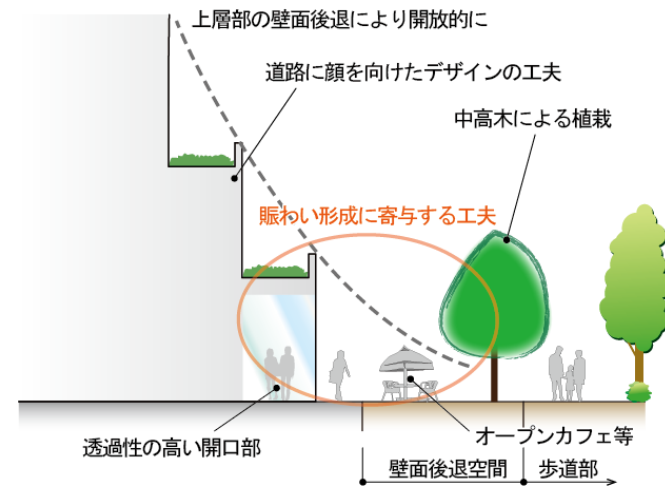 上層部の壁面後退により開放的に
道路に顔を向けたデザインの工夫
中高木による植栽
賑わい形成に寄与する工夫
透過性の高い開口部
オープンカフェ等
壁面後退空間
歩道部